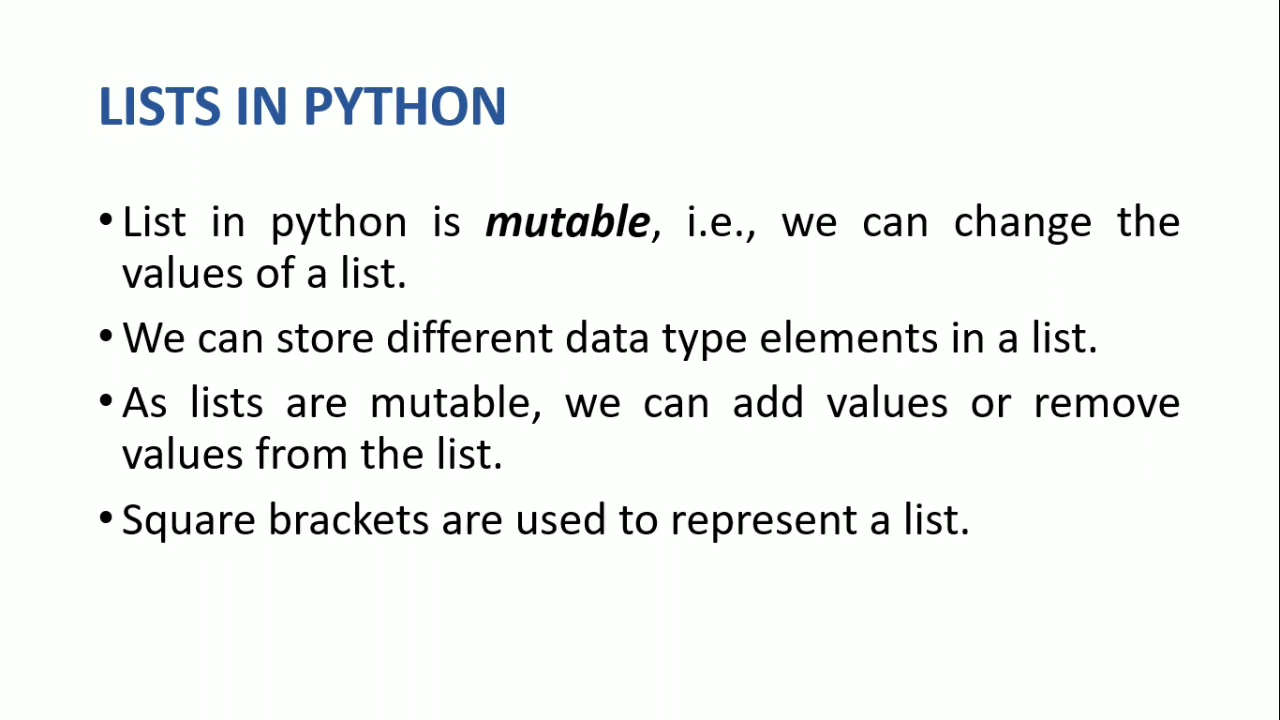 LISTS IN PYTHON
• List in python is mutable, i.e., we can change the
values of a list.
• We can store different data type elements in a list.
• As lists are mutable, we can add values or remove
values from the list.
• Square brackets are used to represent a list.